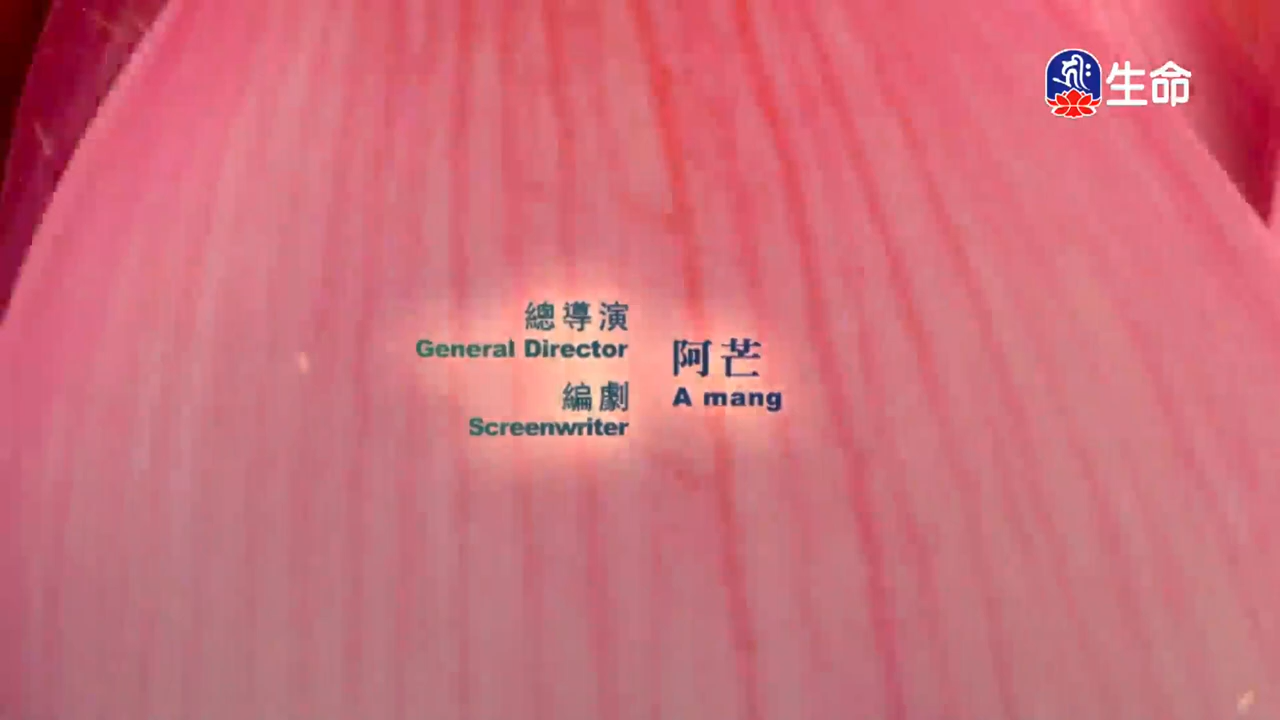 生命
總導演
General Director
編劇
Screenwriter
阿芒
A mang